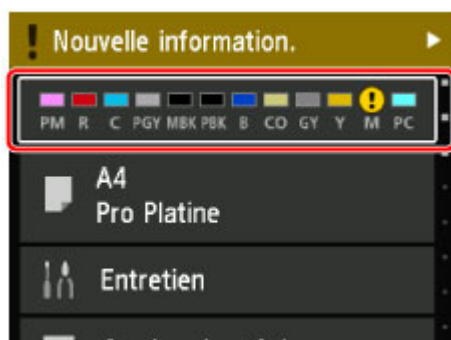 ! Nouvelle information.
PM R C PGY MBK PBK B CO GY Y M PC
A4
Pro Platine
Entretien